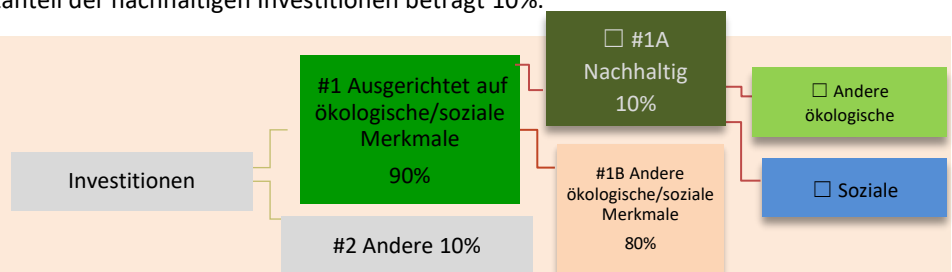 anteil der nachhaltigen Investitionen beträgt 10%.
☐ #1A
Nachhaltig
10%
#1 Ausgerichtet auf
ökologische/soziale
Merkmale
90%
☐ Andere
ökologische
Investitionen
#1B Andere
ökologische/soziale
Merkmale
80%
☐ Soziale
#2 Andere 10%